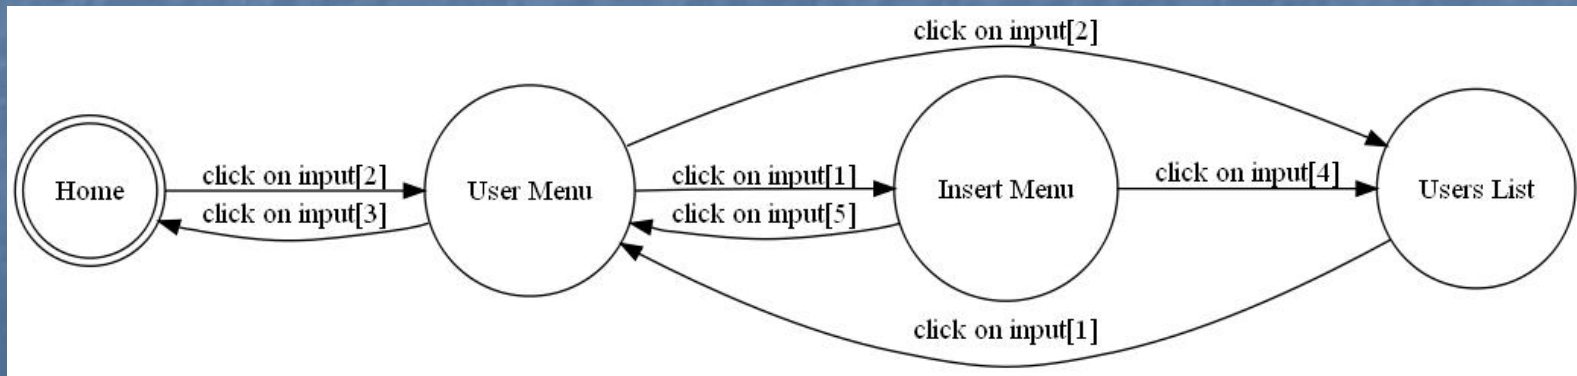 click on input[2]
Home
click on input[2]
click on input[3]
User Menu
click on input[1]
click on input[5]
Insert Menu
click on input[4]
Users List
click on input[1]